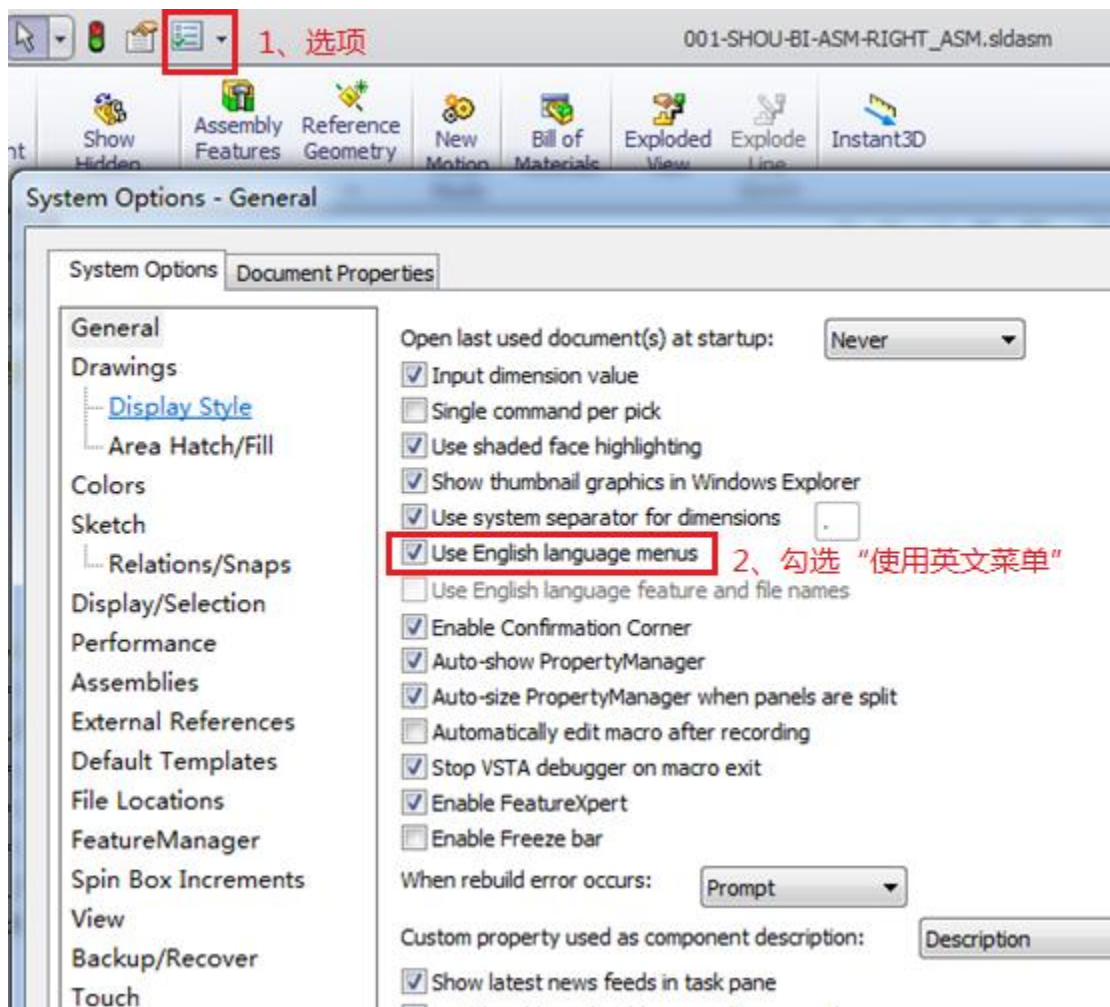 1、选项
001-SHOU-BI-ASM-RIGHT_ASM.sldasm
Show Hidden
Assembly Features
Reference Geometry
New Motion
Bill of Materials
Exploded View
Explode Line
Instant3D
System Options - General
System Options
Document Properties
General
Drawings
Display Style
Area Hatch/Fill
Colors
Sketch
Relations/Snaps
Display/Selection
Performance
Assemblies
External References
Default Templates
File Locations
FeatureManager
Spin Box Increments
View
Backup/Recover
Touch
Open last used document(s) at startup: Never
Input dimension value
Single command per pick
Use shaded face highlighting
Show thumbnail graphics in Windows Explorer
Use system separator for dimensions .
Use English language menus 2、勾选“使用英文菜单”
Use English language feature and file names
Enable Confirmation Corner
Auto-show PropertyManager
Auto-size PropertyManager when panels are split
Automatically edit macro after recording
Stop VSTA debugger on macro exit
Enable FeatureXpert
Enable Freeze bar
When rebuild error occurs: Prompt
Custom property used as component description: Description
Show latest news feeds in task pane